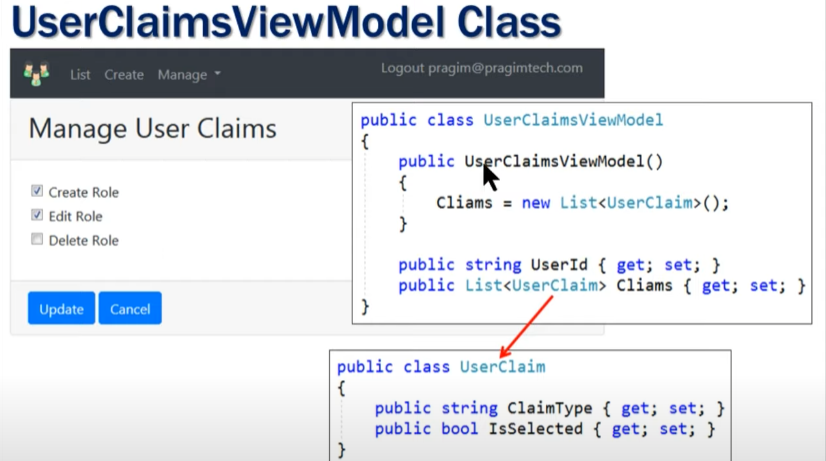 UserClaimsViewModel Class
List Create Manage
Logout pragim@pragimtech.com
Manage User Claims
Create Role
Edit Role
Delete Role
Update Cancel
public class UserClaimsViewModel
{
public UserClaimsViewModel()
{
Cliams = new List<UserClaim>();
}
public string UserId { get; set; }
public List<UserClaim> Cliams { get; set; }
}
public class UserClaim
{
public string ClaimType { get; set; }
public bool IsSelected { get; set; }
}